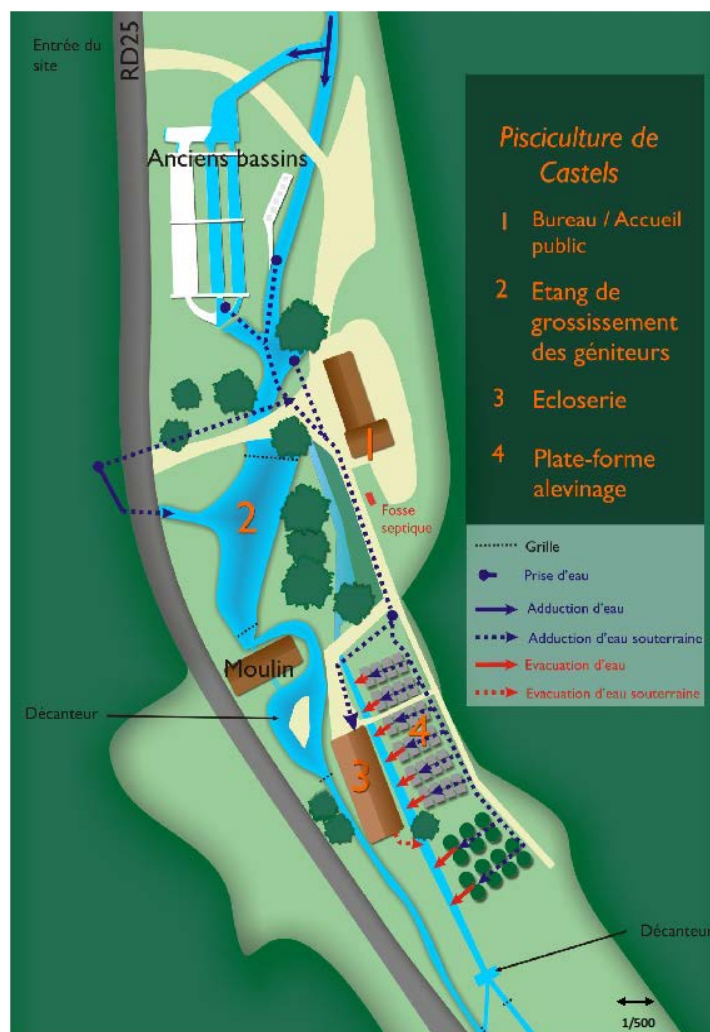 Entrée du
site
RD25
Anciens bassins
1
Fosse
septique
2
Moulin
Décanteur
3
4
Décanteur
1/500
Pisciculture de
Castels
1 Bureau / Accueil
public
2 Etang de
grossissement
des géniteurs
3 Ecloserie
4 Plate-forme
alevinage
Grille
Prise d'eau
Adduction d'eau
Adduction d'eau souterraine
Evacuation d'eau
Evacuation d'eau souterraine